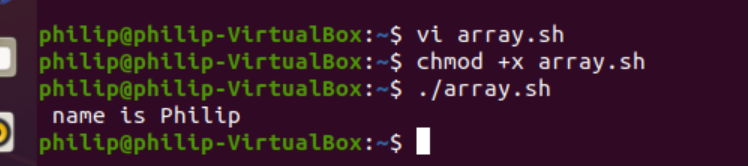 philip@philip-VirtualBox:~$ vi array.sh
philip@philip-VirtualBox:~$ chmod +x array.sh
philip@philip-VirtualBox:~$ ./array.sh
 name is Philip
philip@philip-VirtualBox:~$